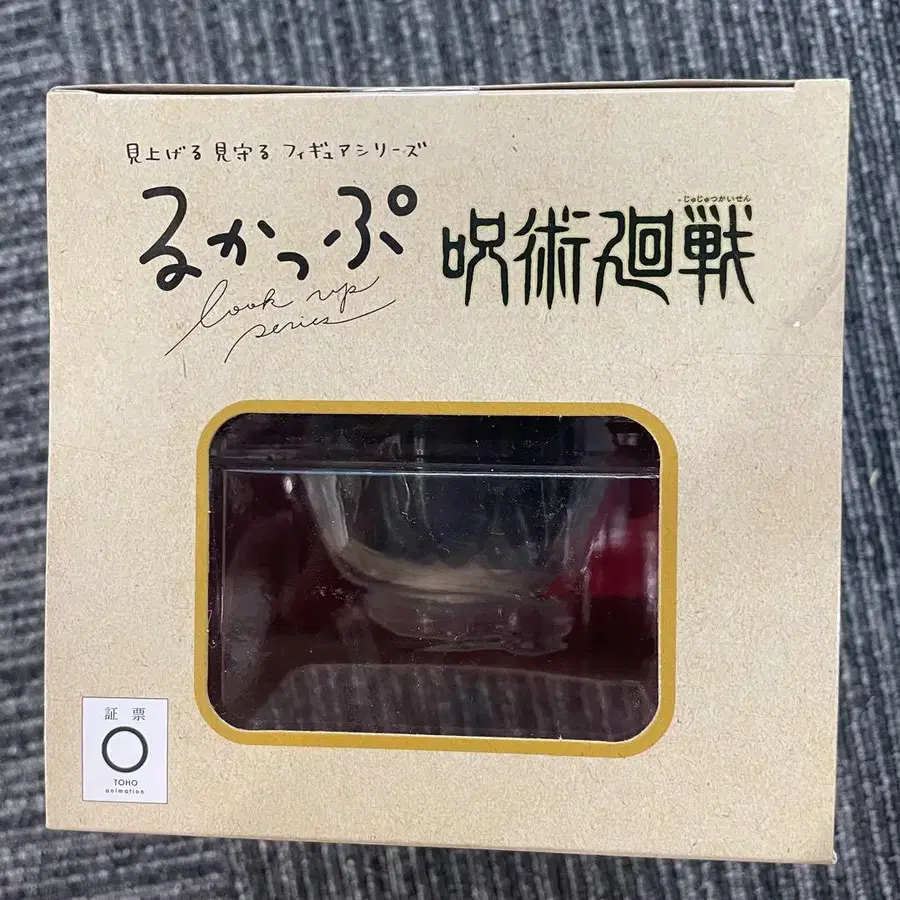 見上げる 見守る フィギュアシリーズ
るかっぷ
look up
series
じゅじゅつかいせん
呪術廻戦
証 票
TOHO
animation